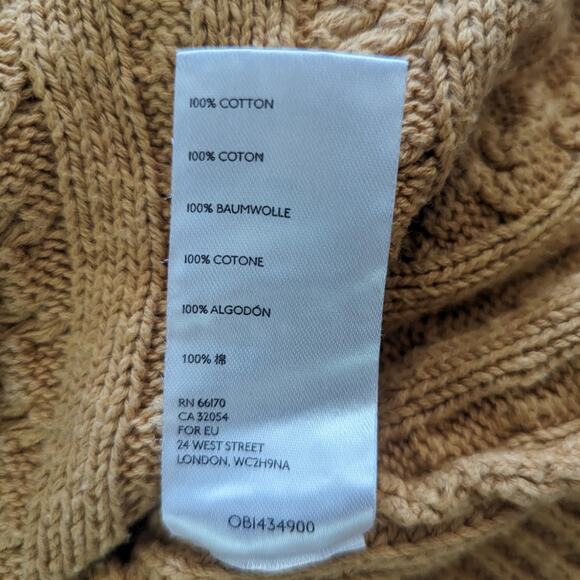 100% COTTON
100% COTON
100% BAUMWOLLE
100% COTONE
100% ALGODÓN
100% 棉
RN 66170
CA 32054
FOR EU
24 WEST STREET
LONDON, WC2H9NA
OB1434900